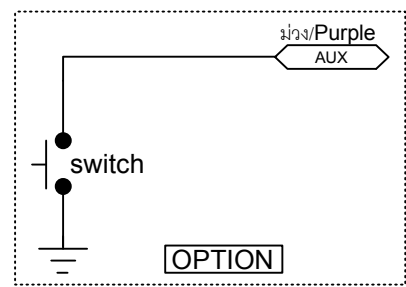 ม่วง/Purple
AUX
switch
OPTION